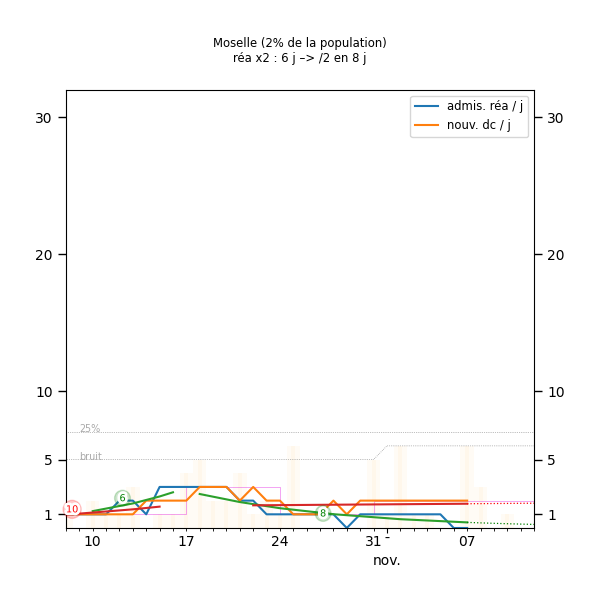 Moselle (2% de la population)
réa x2 : 6 j –> /2 en 8 j
admis. réa / j
nouv. dc / j
30 30
20 20
10 10
25%
bruit
5 5
10 6 8
1 1
10 17 24 31 07
nov.